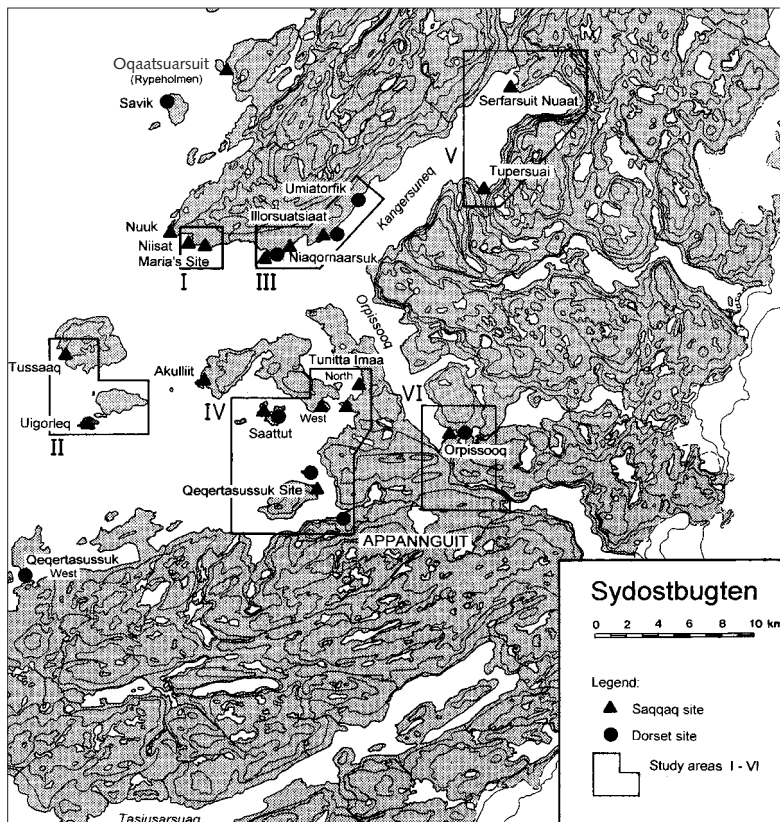 Oqaatsuarsuit
(Rypeholmen)
Savik
Serfarsuit Nuaat
V
Tupersuai
Kangersuneq
Umiatorfik
Illorsuatsiaat
Nuuk
Niisat
Maria's Site
Niaqornaarsuk
I
III
Orpissooq
Tussaaq
Akulliit
Tunitta Imaa
North
VI
IV
West
Uigorleq
II
Saattut
Orpissooq
Qeqertasussuk Site
APPANNGUIT
Qeqertasussuk
West
Sydostbugten
0 2 4 6 8 10 km
Legend:
Saqqaq site
Dorset site
Study areas I - VI
Tasiusarsuaq